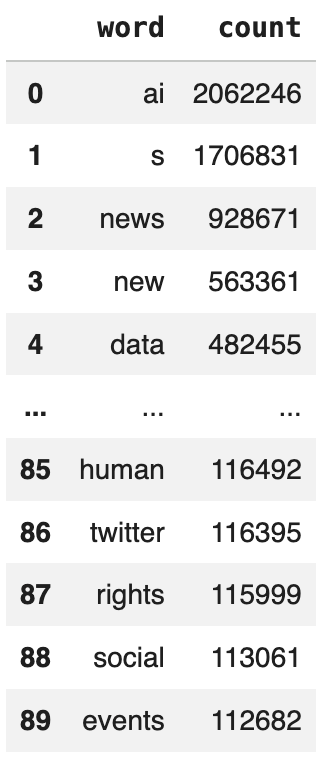 word count
0 ai 2062246
1 s 1706831
2 news 928671
3 new 563361
4 data 482455
... ... ...
85 human 116492
86 twitter 116395
87 rights 115999
88 social 113061
89 events 112682